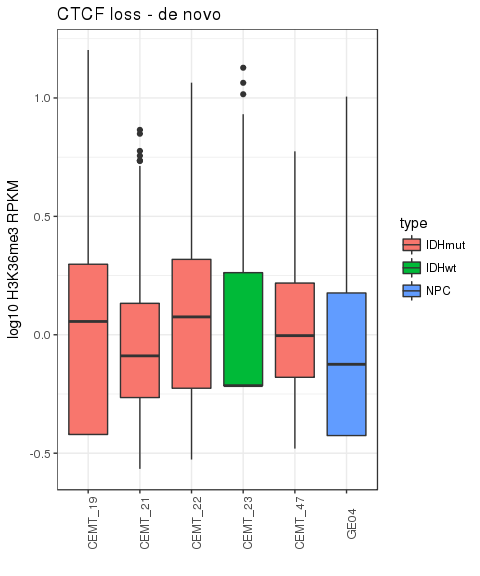 CTCF loss - de novo
log10 H3K36me3 RPKM
1.0
0.5
0.0
-0.5
CEMT_19
CEMT_21
CEMT_22
CEMT_23
CEMT_47
GE04
type
IDHmut
IDHwt
NPC